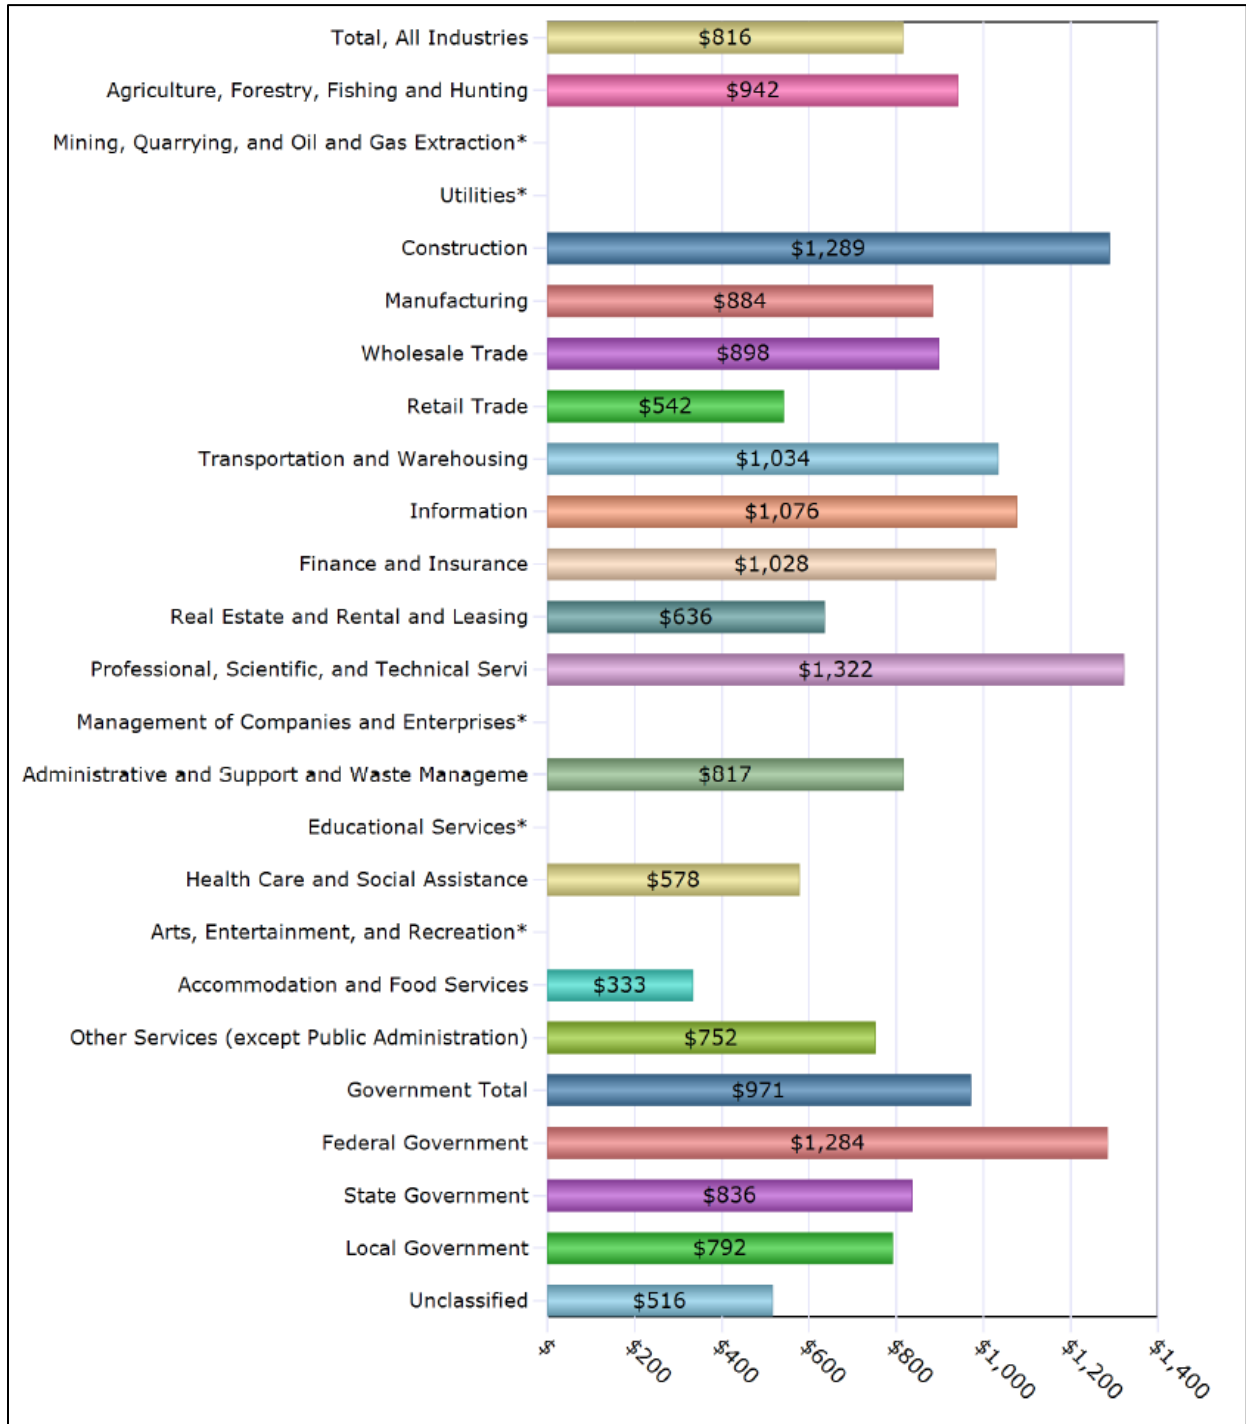 Total, All Industries $816
Agriculture, Forestry, Fishing and Hunting $942
Mining, Quarrying, and Oil and Gas Extraction*
Utilities*
Construction $1,289
Manufacturing $884
Wholesale Trade $898
Retail Trade $542
Transportation and Warehousing $1,034
Information $1,076
Finance and Insurance $1,028
Real Estate and Rental and Leasing $636
Professional, Scientific, and Technical Servi $1,322
Management of Companies and Enterprises*
Administrative and Support and Waste Manageme $817
Educational Services*
Health Care and Social Assistance $578
Arts, Entertainment, and Recreation*
Accommodation and Food Services $333
Other Services (except Public Administration) $752
Government Total $971
Federal Government $1,284
State Government $836
Local Government $792
Unclassified $516
$ $200 $400 $600 $800 $1,000 $1,200 $1,400